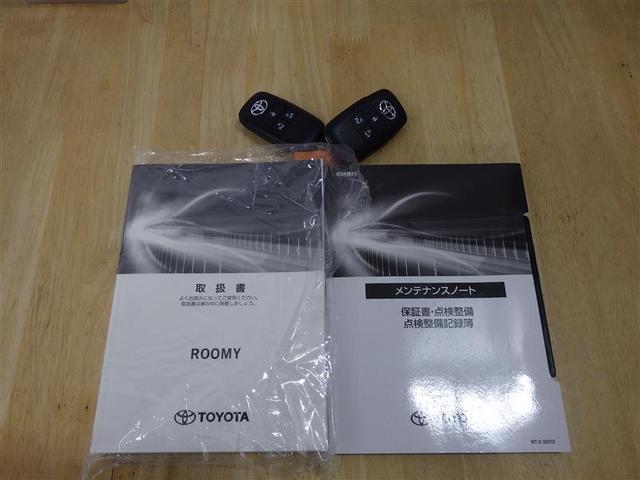 取扱書
よくお読みになってご使用ください。
取扱書は車の中に保管しましょう。
ROOMY
TOYOTA
メンテナンスノート
保証書・点検整備
点検整備記録簿